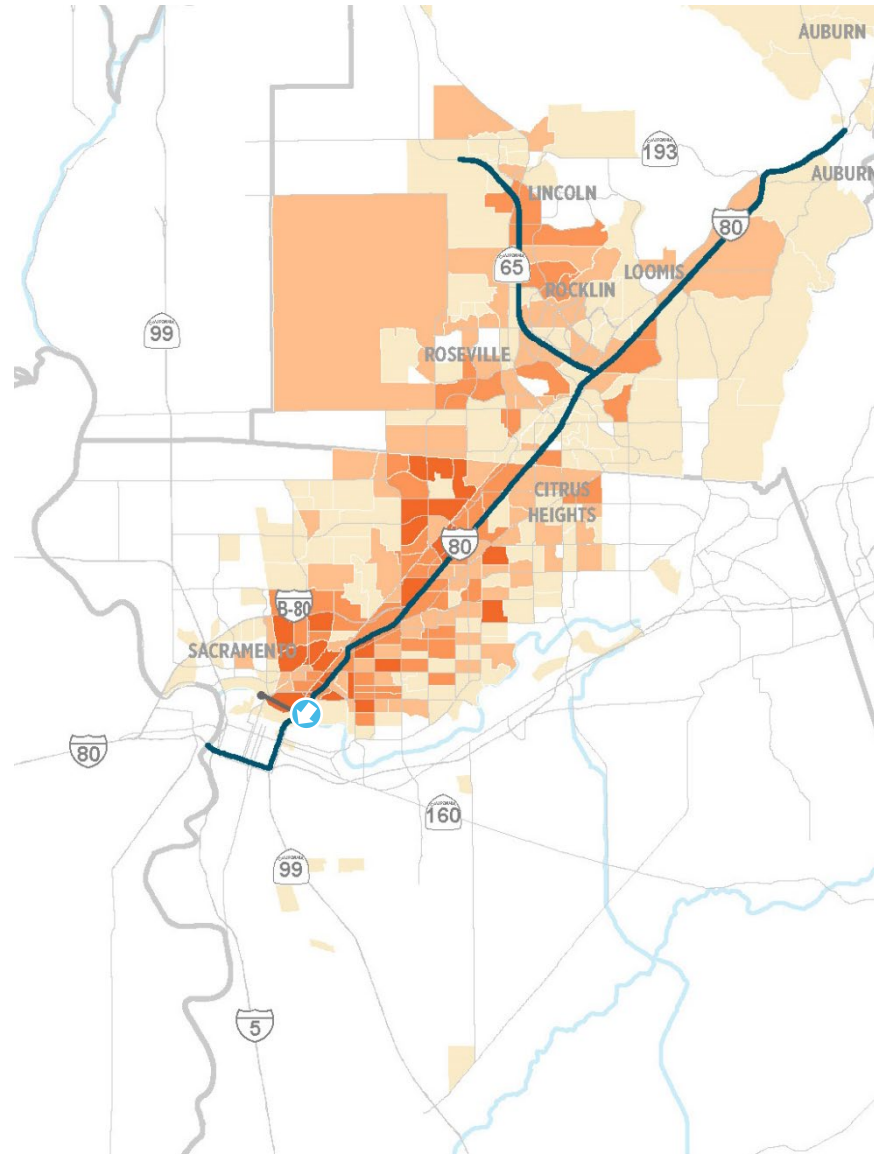 AUBURN
193
AUBURN
LINCOLN
80
65
LOOMIS
ROCKLIN
99
ROSEVILLE
CITRUS
HEIGHTS
80
B-80
SACRAMENTO
80
160
99
5